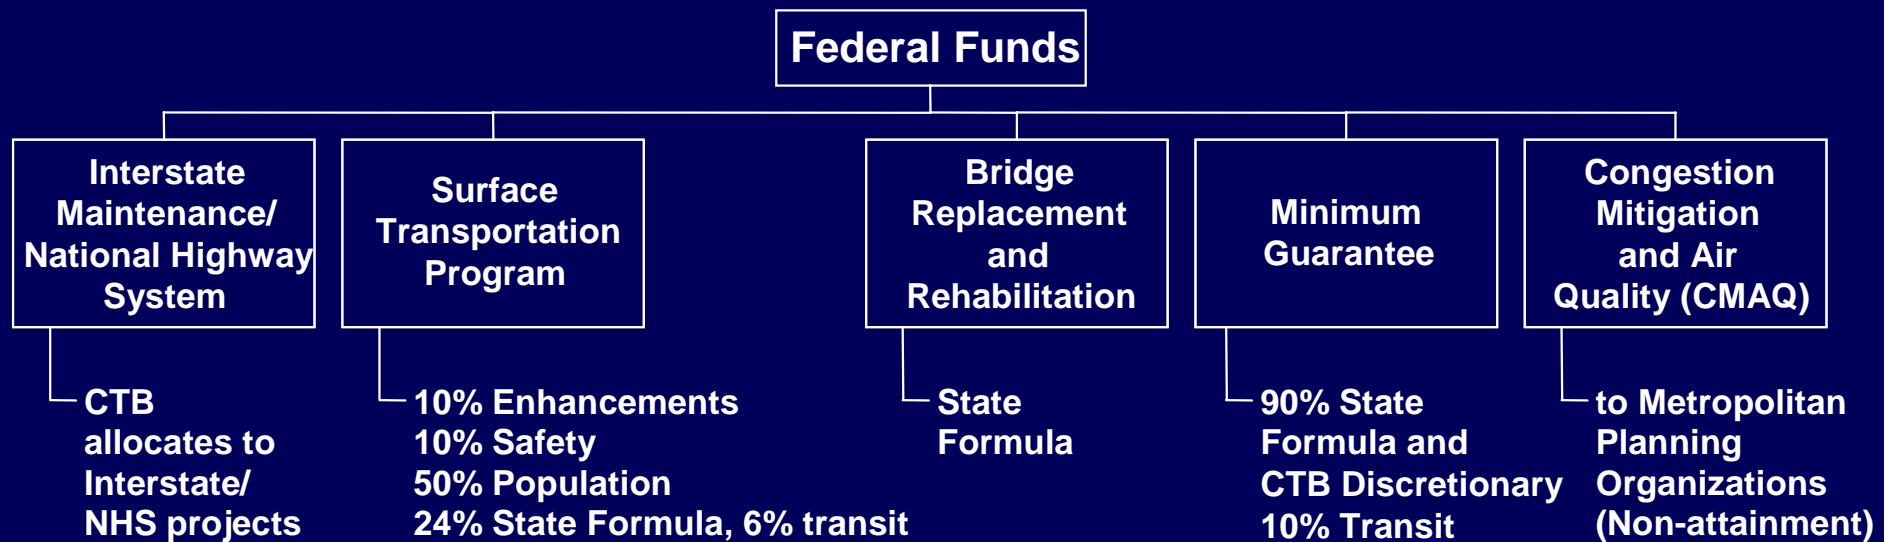 Federal Funds
Interstate
Maintenance/
National Highway
System
Surface
Transportation
Program
Bridge
Replacement
and
Rehabilitation
Minimum
Guarantee
Congestion
Mitigation
and Air
Quality (CMAQ)
CTB
allocates to
Interstate/
NHS projects
10% Enhancements
10% Safety
50% Population
24% State Formula, 6% transit
State
Formula
90% State
Formula and
CTB Discretionary
10% Transit
to Metropolitan
Planning
Organizations
(Non-attainment)